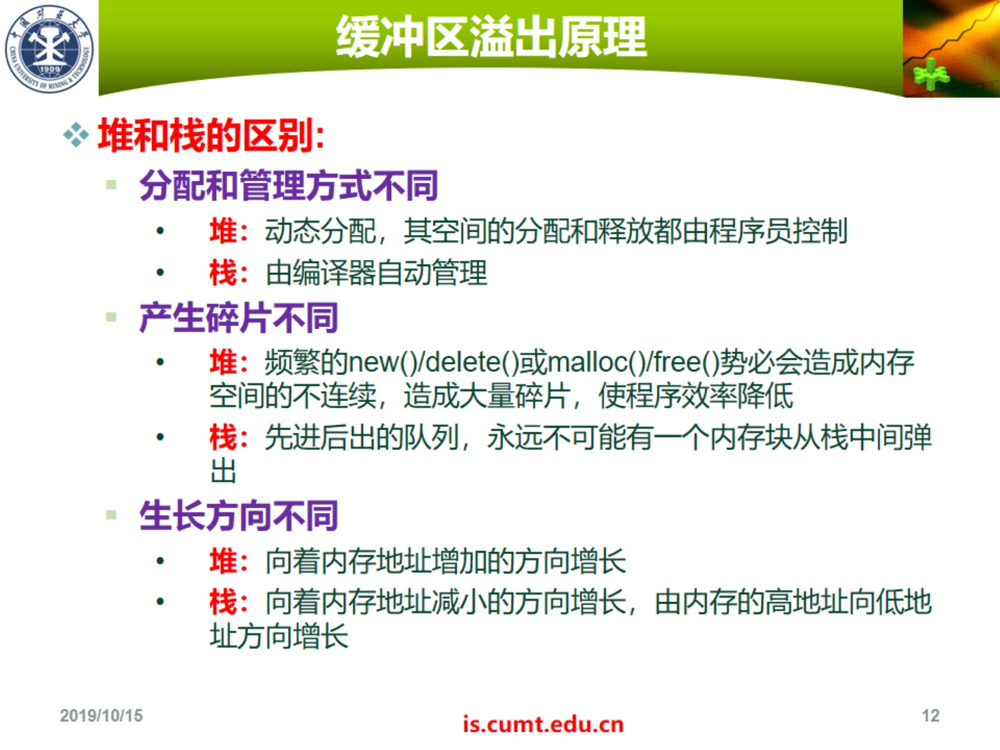 中国矿业大学
CHINA UNIVERSITY OF MINING & TECHNOLOGY
1909
缓冲区溢出原理
堆和栈的区别:
分配和管理方式不同
• 堆：动态分配，其空间的分配和释放都由程序员控制
• 栈：由编译器自动管理
产生碎片不同
• 堆：频繁的new()/delete()或malloc()/free()势必会造成内存
空间的不连续，造成大量碎片，使程序效率降低
• 栈：先进后出的队列，永远不可能有一个内存块从栈中间弹
出
生长方向不同
• 堆：向着内存地址增加的方向增长
• 栈：向着内存地址减小的方向增长，由内存的高地址向低地
址方向增长
2019/10/15
is.cumt.edu.cn
12